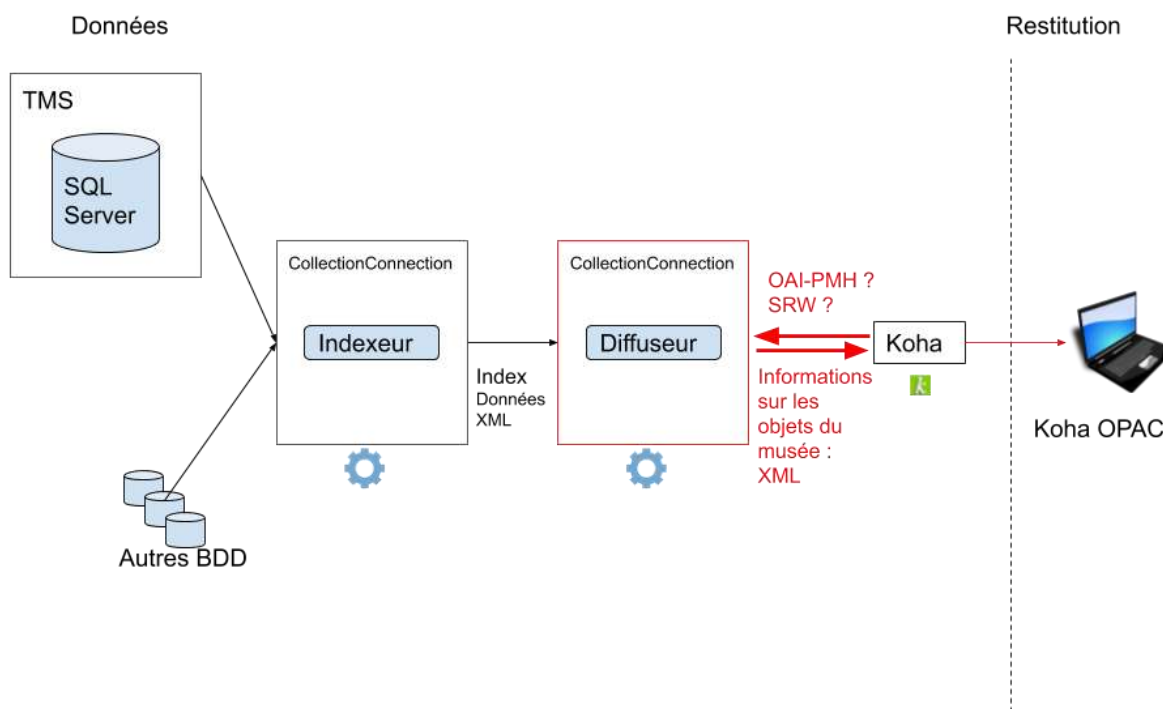 Données
Restitution
TMS
SQL
Server
CollectionConnection
Indexeur
Index
Données
XML
CollectionConnection
Diffuseur
OAI-PMH ?
SRW ?
Informations
sur les
objets du
musée :
XML
Koha
k
Koha OPAC
Autres BDD